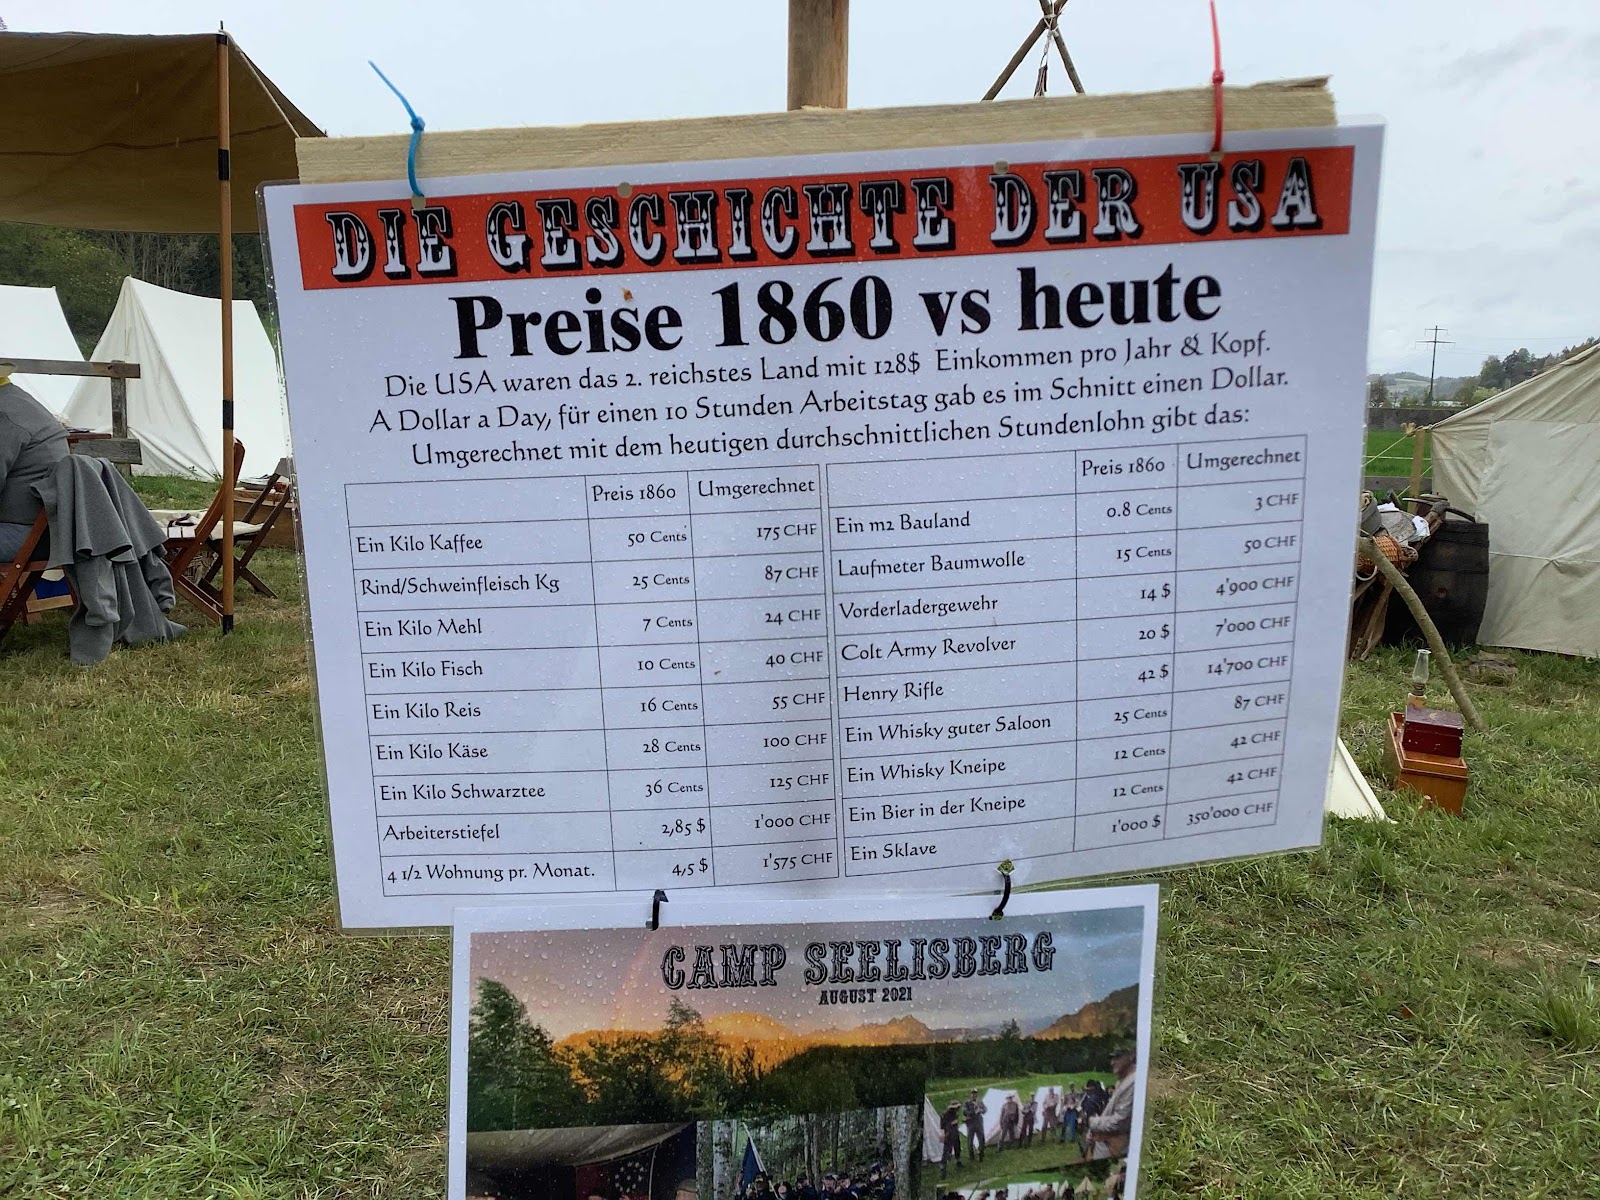 DIE GESCHICHTE DER USA
Preise 1860 vs heute
Die USA waren das 2. reichstes Land mit 128$ Einkommen pro Jahr & Kopf.
A Dollar a Day, für einen 10 Stunden Arbeitstag gab es im Schnitt einen Dollar.
Umgerechnet mit dem heutigen durchschnittlichen Stundenlohn gibt das:
Preis 1860 Umgerechnet
Ein Kilo Kaffee 50 Cents 175 CHF
Rind/Schweinfleisch Kg 25 Cents 87 CHF
Ein Kilo Mehl 7 Cents 24 CHF
Ein Kilo Fisch 10 Cents 40 CHF
Ein Kilo Reis 16 Cents 55 CHF
Ein Kilo Käse 28 Cents 100 CHF
Ein Kilo Schwarztee 36 Cents 125 CHF
Arbeiterstiefel 2,85 $ 1'000 CHF
4 1/2 Wohnung pr. Monat. 4,5 $ 1'575 CHF
Preis 1860 Umgerechnet
Ein m2 Bauland 0.8 Cents 3 CHF
Laufmeter Baumwolle 15 Cents 50 CHF
Vorderladergewehr 14 $ 4'900 CHF
Colt Army Revolver 20 $ 7'000 CHF
Henry Rifle 42 $ 14'700 CHF
Ein Whisky guter Saloon 25 Cents 87 CHF
Ein Whisky Kneipe 12 Cents 42 CHF
Ein Bier in der Kneipe 12 Cents 42 CHF
Ein Sklave 1'000 $ 350'000 CHF
CAMP SEELISBERG
AUGUST 2021